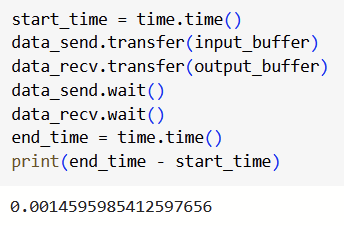 start_time = time.time()
data_send.transfer(input_buffer)
data_recv.transfer(output_buffer)
data_send.wait()
data_recv.wait()
end_time = time.time()
print(end_time - start_time)
0.0014595985412597656